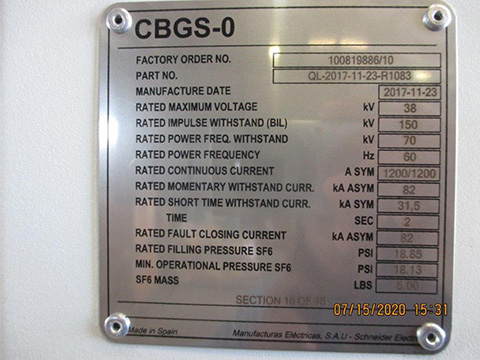 CBGS-0
FACTORY ORDER NO. 100819886/10
PART NO. QL-2017-11-23-R1083
MANUFACTURE DATE 2017-11-23
RATED MAXIMUM VOLTAGE kV 38
RATED IMPULSE WITHSTAND (BIL) kV 150
RATED POWER FREQ. WITHSTAND kV 70
RATED POWER FREQUENCY Hz 60
RATED CONTINUOUS CURRENT A SYM 1200/1200
RATED MOMENTARY WITHSTAND CURR. kA ASYM 82
RATED SHORT TIME WITHSTAND CURR. kA SYM 31,5
TIME SEC 2
RATED FAULT CLOSING CURRENT kA ASYM 82
RATED FILLING PRESSURE SF6 PSI 18.85
MIN. OPERATIONAL PRESSURE SF6 PSI 18.13
SF6 MASS LBS 5.00
SECTION 10 OF
07/15/2020 15:31
Made in Spain Manufacturas Eléctricas, S.A.U - Schneider Electric